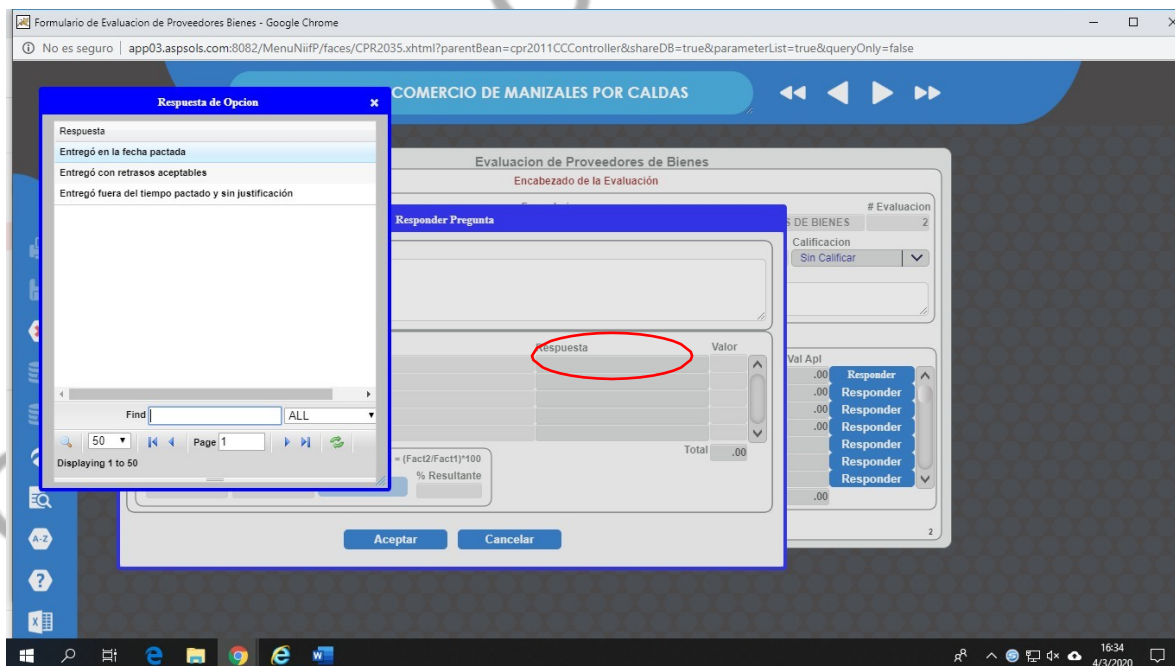 Formulario de Evaluacion de Proveedores Bienes - Google Chrome
No es seguro | app03.aspsols.com:8082/MenuNiifP/faces/CPR2035.xhtml?parentBean=cpr2011CCController&shareDB=true&parameterList=true&queryOnly=false
COMERCIO DE MANIZALES POR CALDAS
Respuesta de Opcion
Respuesta
Entregó en la fecha pactada
Entregó con retrasos aceptables
Entregó fuera del tiempo pactado y sin justificación
Find ALL
50 Page 1
Displaying 1 to 50
Evaluacion de Proveedores de Bienes
Encabezado de la Evaluación
# Evaluacion
S DE BIENES 2
Calificacion
Sin Calificar
Responder Pregunta
Respuesta Valor
Total .00
= (Fact2/Fact1)*100
% Resultante
Aceptar Cancelar
Val Apl
.00 Responder
.00 Responder
.00 Responder
.00 Responder
Responder
Responder
Responder
.00
2
A-Z
?
X
16:34
4/3/2020